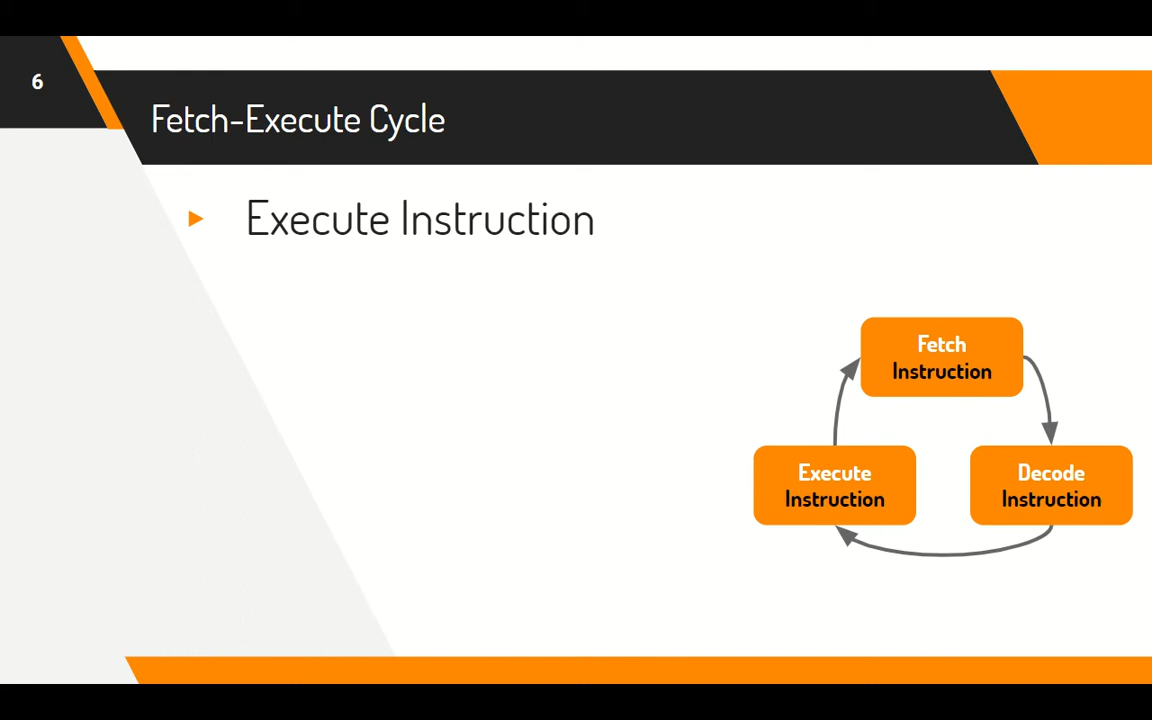 6
Fetch-Execute Cycle
Execute Instruction
Fetch
Instruction
Execute
Instruction
Decode
Instruction